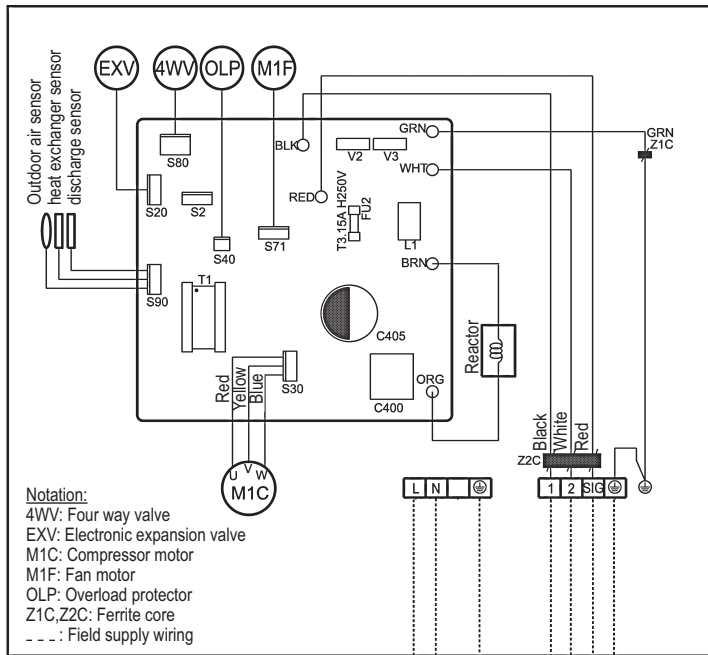 EXV
4WV
OLP
M1F
Outdoor air sensor
heat exchanger sensor
discharge sensor
S80
BLK
V2
V3
GRN
GRN
Z1C
WHT
S20
S2
RED
T3.15A H250V
FU2
S40
S71
L1
BRN
S90
T1
C405
Reactor
S30
Red
Yellow
Blue
C400
ORG
U
V
W
M1C
Black
White
Red
Z2C
L
N
1
2
SIG
Notation:
4WV: Four way valve
EXV: Electronic expansion valve
M1C: Compressor motor
M1F: Fan motor
OLP: Overload protector
Z1C,Z2C: Ferrite core
_ _ _ : Field supply wiring